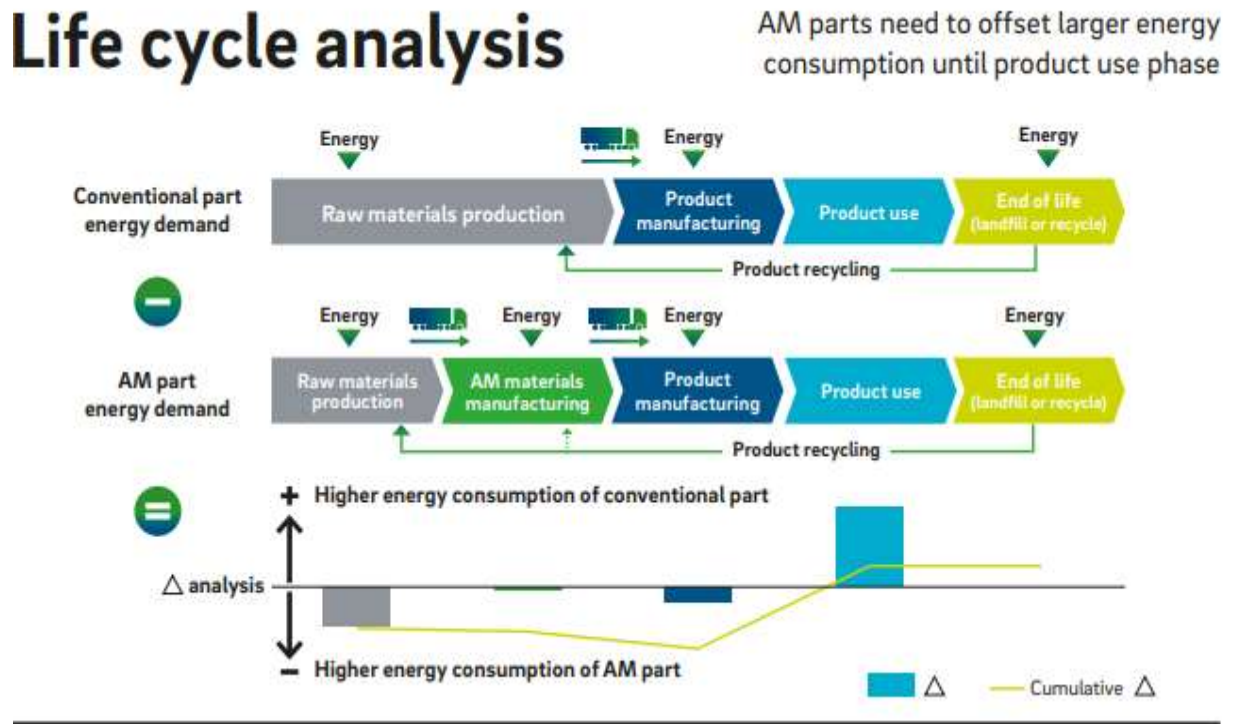 Life cycle analysis
AM parts need to offset larger energy
consumption until product use phase
Energy
Energy
Energy
Conventional part
energy demand
Raw materials production
Product
manufacturing
Product use
End of life
(landfill or recycle)
Product recycling
Energy
Energy
Energy
Energy
AM part
energy demand
Raw materials
production
AM materials
manufacturing
Product
manufacturing
Product use
End of life
(landfill or recycle)
Product recycling
+ Higher energy consumption of conventional part
△ analysis
− Higher energy consumption of AM part
△
Cumulative △